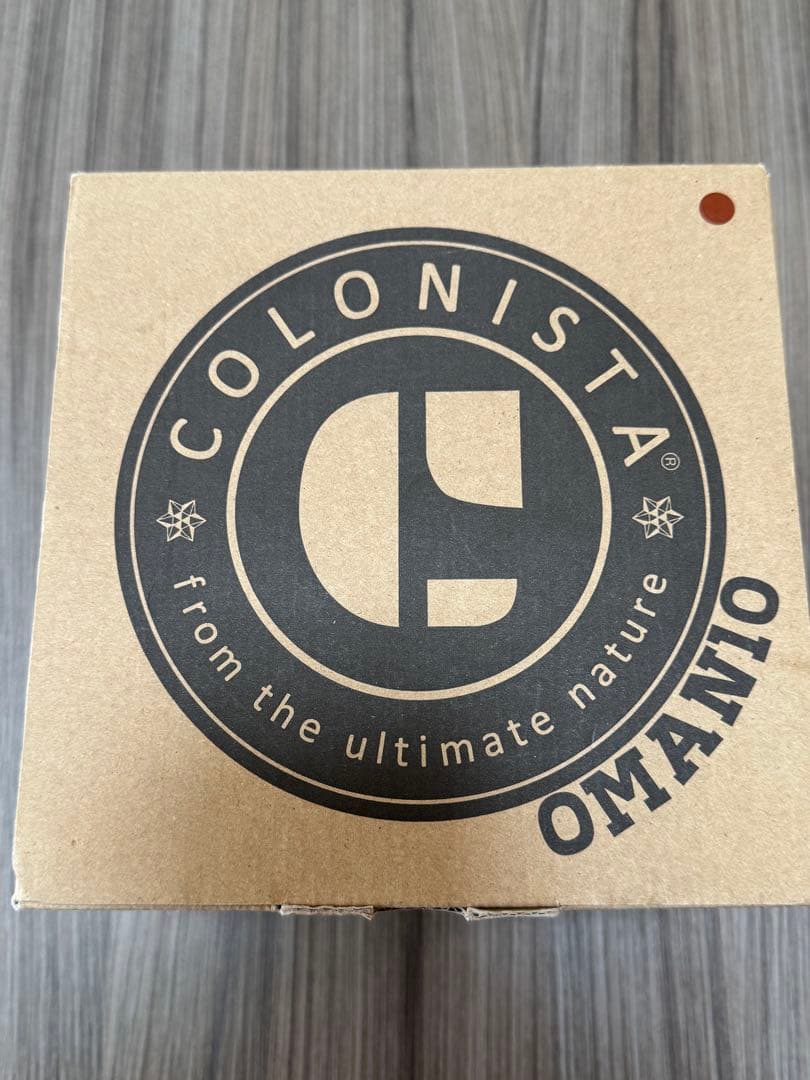 COLONISTA®
from the ultimate nature
OMANIO